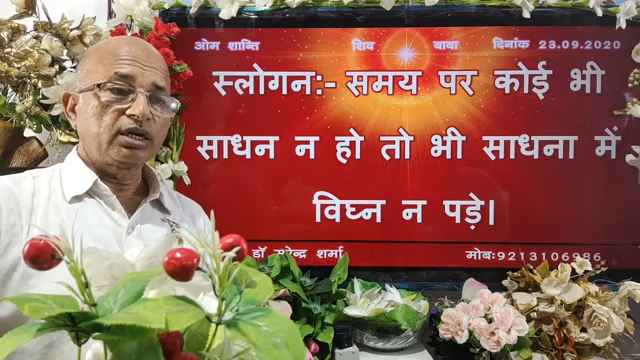 ओम शान्ति शिव बाबा दिनांक 23.09.2020
स्लोगन:- समय पर कोई भी
साधन न हो तो भी साधना में
विघ्न न पड़े।
डॉ सुरेन्द्र शर्मा मोबः9213106986